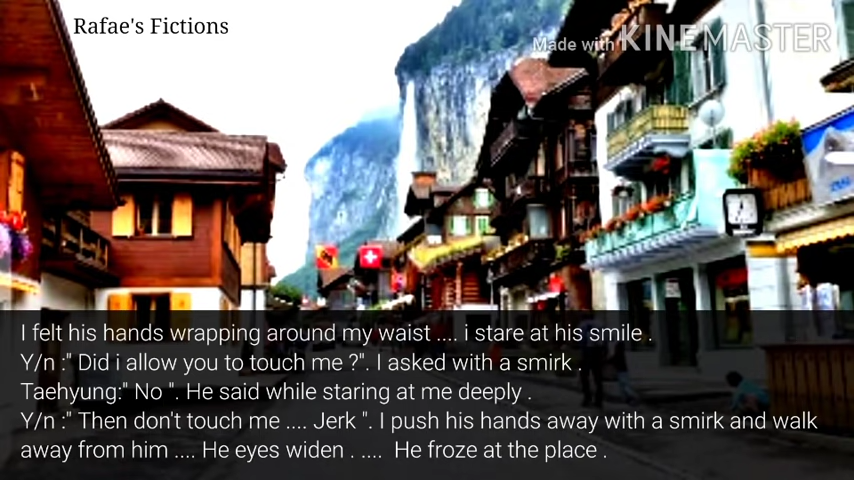 Rafae's Fictions
Made with KINEMASTER
I felt his hands wrapping around my waist .... i stare at his smile .
Y/n :" Did i allow you to touch me ?". I asked with a smirk .
Taehyung:" No ". He said while staring at me deeply .
Y/n :" Then don't touch me .... Jerk ". I push his hands away with a smirk and walk
away from him .... He eyes widen . .... He froze at the place .